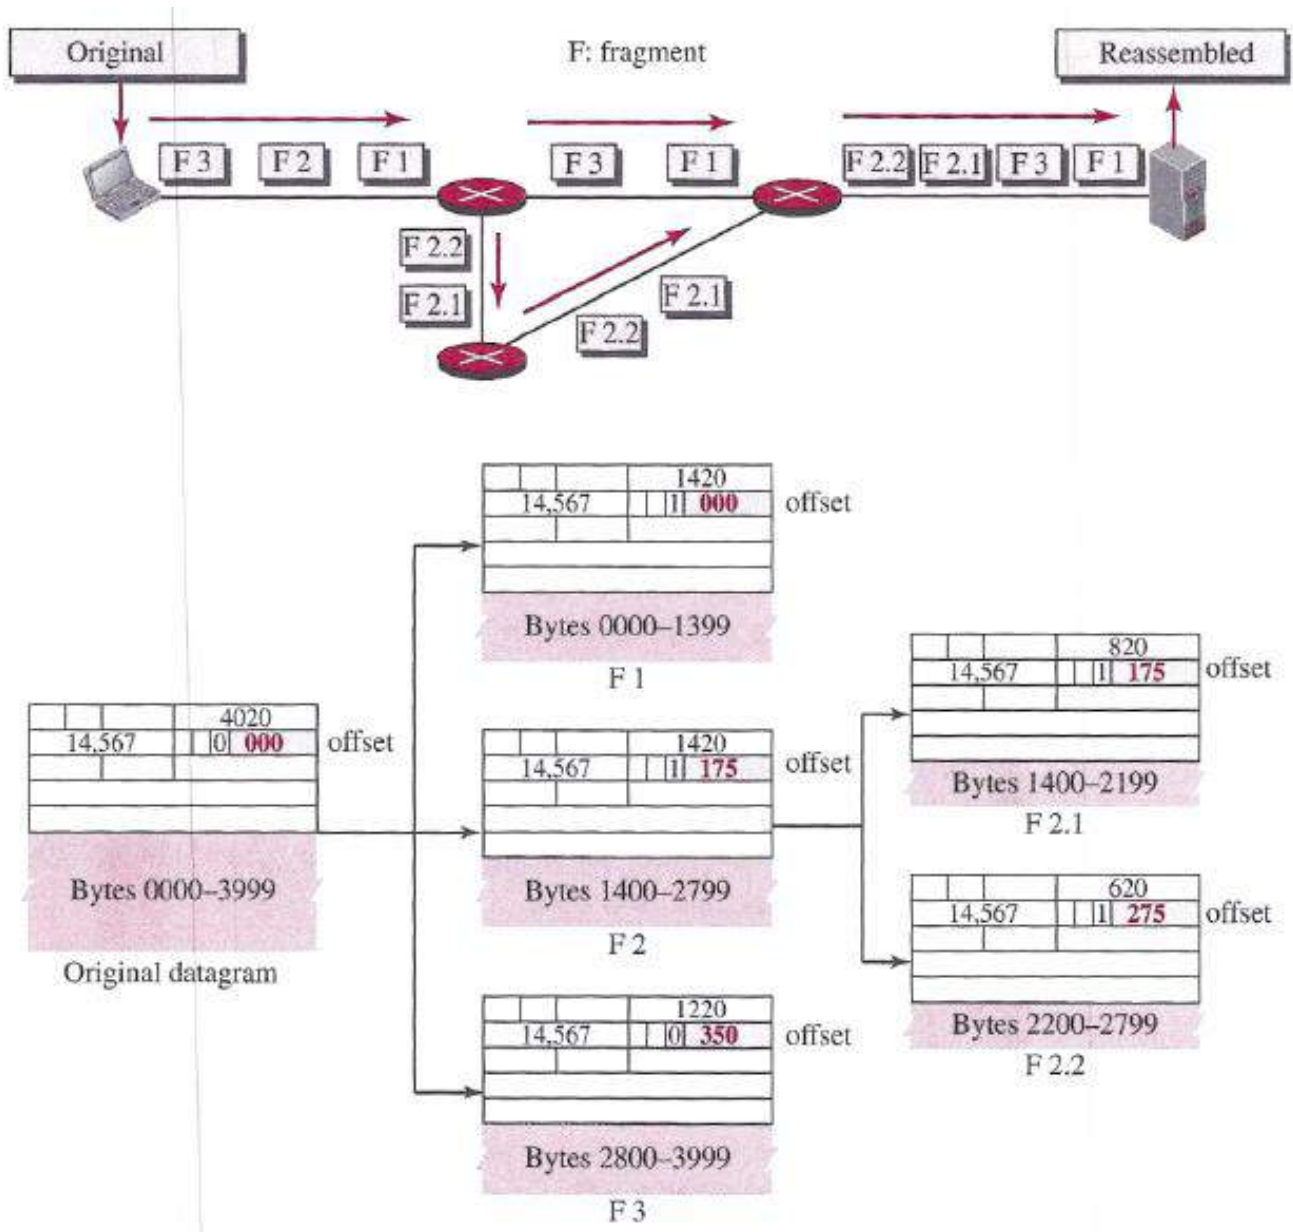 Original
F: fragment
Reassembled
F 3
F 2
F 1
F 3
F 1
F 2.2
F 2.1
F 3
F 1
F 2.2
F 2.1
F 2.1
F 2.2
1420
14,567 1 000 offset
Bytes 0000–1399
F 1
4020
14,567 0 000 offset
Bytes 0000–3999
Original datagram
1420
14,567 1 175 offset
Bytes 1400–2799
F 2
1220
14,567 0 350 offset
Bytes 2800–3999
F 3
820
14,567 1 175 offset
Bytes 1400–2199
F 2.1
620
14,567 1 275 offset
Bytes 2200–2799
F 2.2